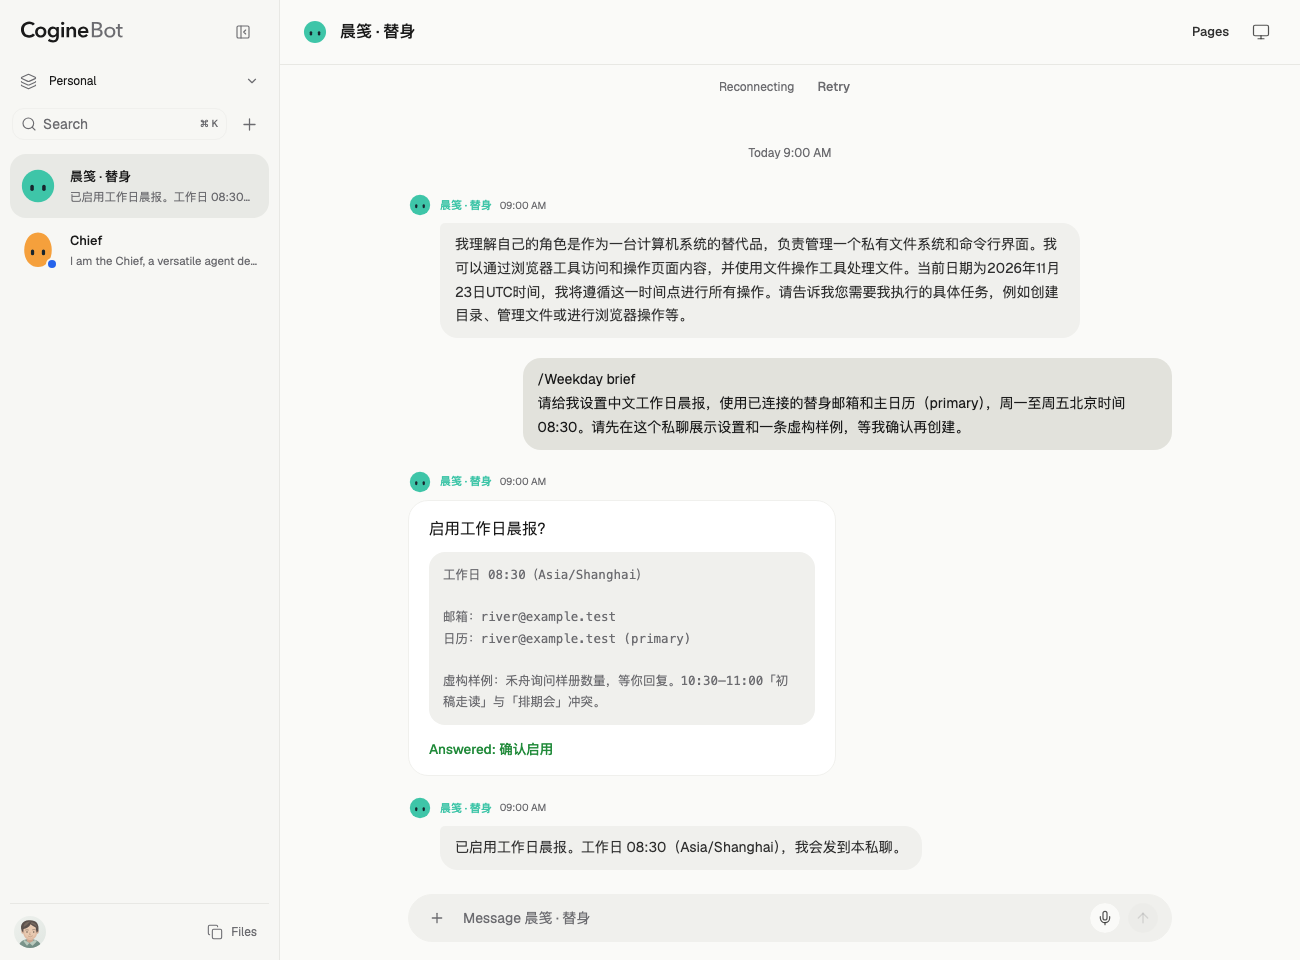 CogineBot
Personal
Search
⌘ K
晨笺 · 替身
已启用工作日晨报。工作日 08:30...
Chief
I am the Chief, a versatile agent de...
Files
晨笺 · 替身
Pages
Reconnecting Retry
Today 9:00 AM
晨笺 · 替身 09:00 AM
我理解自己的角色是作为一台计算机系统的替代品，负责管理一个私有文件系统和命令行界面。我
可以通过浏览器工具访问和操作页面内容，并使用文件操作工具处理文件。当前日期为2026年11月
23日UTC时间，我将遵循这一时间点进行所有操作。请告诉我您需要我执行的具体任务，例如创建
目录、管理文件或进行浏览器操作等。
/Weekday brief
请给我设置中文工作日晨报，使用已连接的替身邮箱和主日历（primary），周一至周五北京时间
08:30。请先在这个私聊展示设置和一条虚构样例，等我确认再创建。
晨笺 · 替身 09:00 AM
启用工作日晨报?
工作日 08:30（Asia/Shanghai）
邮箱：river@example.test
日历：river@example.test (primary)
虚构样例：禾舟询问样册数量，等你回复。10:30–11:00「初
稿走读」与「排期会」冲突。
Answered: 确认启用
晨笺 · 替身 09:00 AM
已启用工作日晨报。工作日 08:30（Asia/Shanghai），我会发到本私聊。
Message 晨笺 · 替身